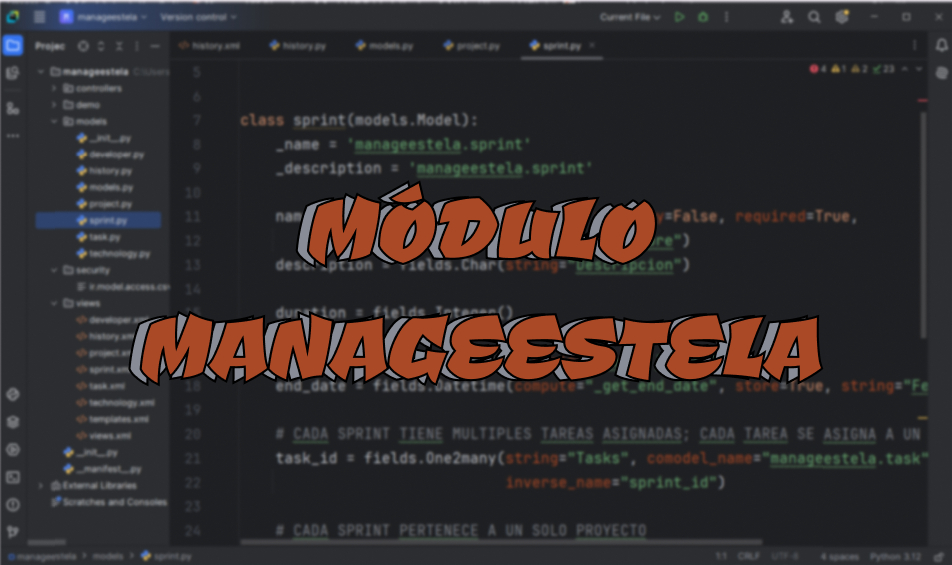 manageestela
Version control
Current File
Projec
history.xml
history.py
models.py
project.py
sprint.py
4 1 2 23
manageestela C:\Users
controllers
demo
models
__init__.py
developer.py
history.py
models.py
project.py
sprint.py
task.py
technology.py
security
ir.model.access.cs
views
developer.xml
history.xml
project.xml
sprint.xml
task.xml
technology.xml
templates.xml
views.xml
__init__.py
__manifest__.py
External Libraries
Scratches and Consoles
5
6
7 class sprint(models.Model):
8 _name = 'manageestela.sprint'
9 _description = 'manageestela.sprint'
10
11 y=False, required=True,
12 re")
13 description = fields.Char(string="Descripcion")
14
duration = fields.Integer()
18 end_date = fields.Datetime(compute="_get_end_date", store=True, string="Fe
19
20 # CADA SPRINT TIENE MULTIPLES TAREAS ASIGNADAS; CADA TAREA SE ASIGNA A UN
21 task_id = fields.One2many(string="Tasks", comodel_name="manageestela.task"
22 inverse_name="sprint_id")
23
24 # CADA SPRINT PERTENECE A UN SOLO PROYECTO
MÓDULO
MANAGEESTELA
manageestela > models > sprint.py
1:1 CRLF UTF-8 4 spaces Python 3.12